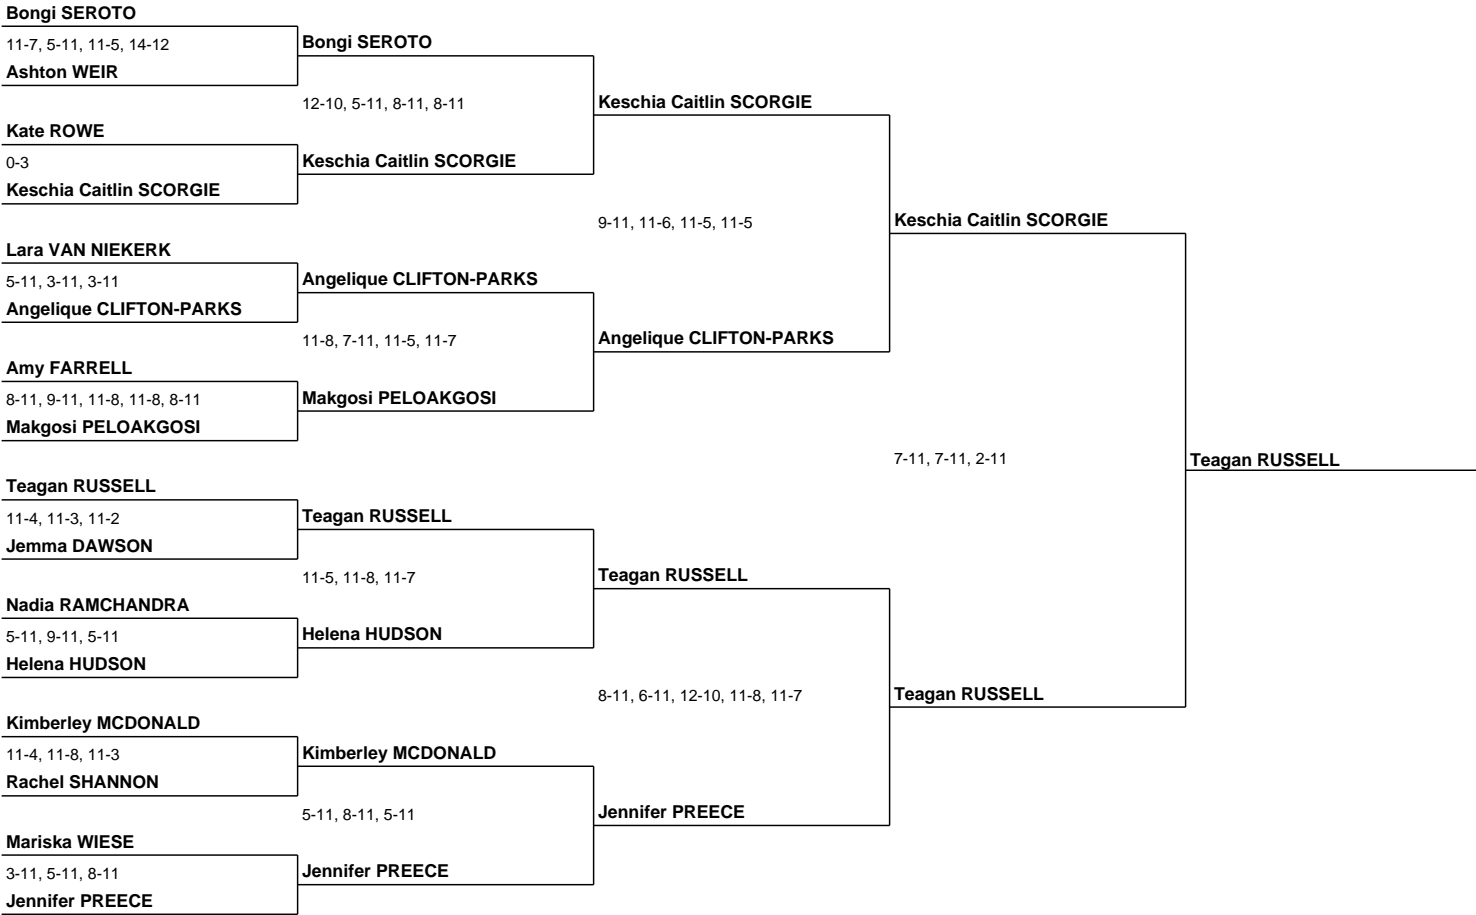 Bongi SEROTO
11-7, 5-11, 11-5, 14-12
Ashton WEIR
Bongi SEROTO
12-10, 5-11, 8-11, 8-11
Keschia Caitlin SCORGIE
Kate ROWE
0-3
Keschia Caitlin SCORGIE
Keschia Caitlin SCORGIE
9-11, 11-6, 11-5, 11-5
Keschia Caitlin SCORGIE
Lara VAN NIEKERK
5-11, 3-11, 3-11
Angelique CLIFTON-PARKS
Angelique CLIFTON-PARKS
11-8, 7-11, 11-5, 11-7
Angelique CLIFTON-PARKS
Amy FARRELL
8-11, 9-11, 11-8, 11-8, 8-11
Makgosi PELOAKGOSI
Makgosi PELOAKGOSI
7-11, 7-11, 2-11
Teagan RUSSELL
Teagan RUSSELL
11-4, 11-3, 11-2
Jemma DAWSON
Teagan RUSSELL
11-5, 11-8, 11-7
Teagan RUSSELL
Nadia RAMCHANDRA
5-11, 9-11, 5-11
Helena HUDSON
Helena HUDSON
8-11, 6-11, 12-10, 11-8, 11-7
Teagan RUSSELL
Kimberley MCDONALD
11-4, 11-8, 11-3
Rachel SHANNON
Kimberley MCDONALD
5-11, 8-11, 5-11
Jennifer PREECE
Mariska WIESE
3-11, 5-11, 8-11
Jennifer PREECE
Jennifer PREECE